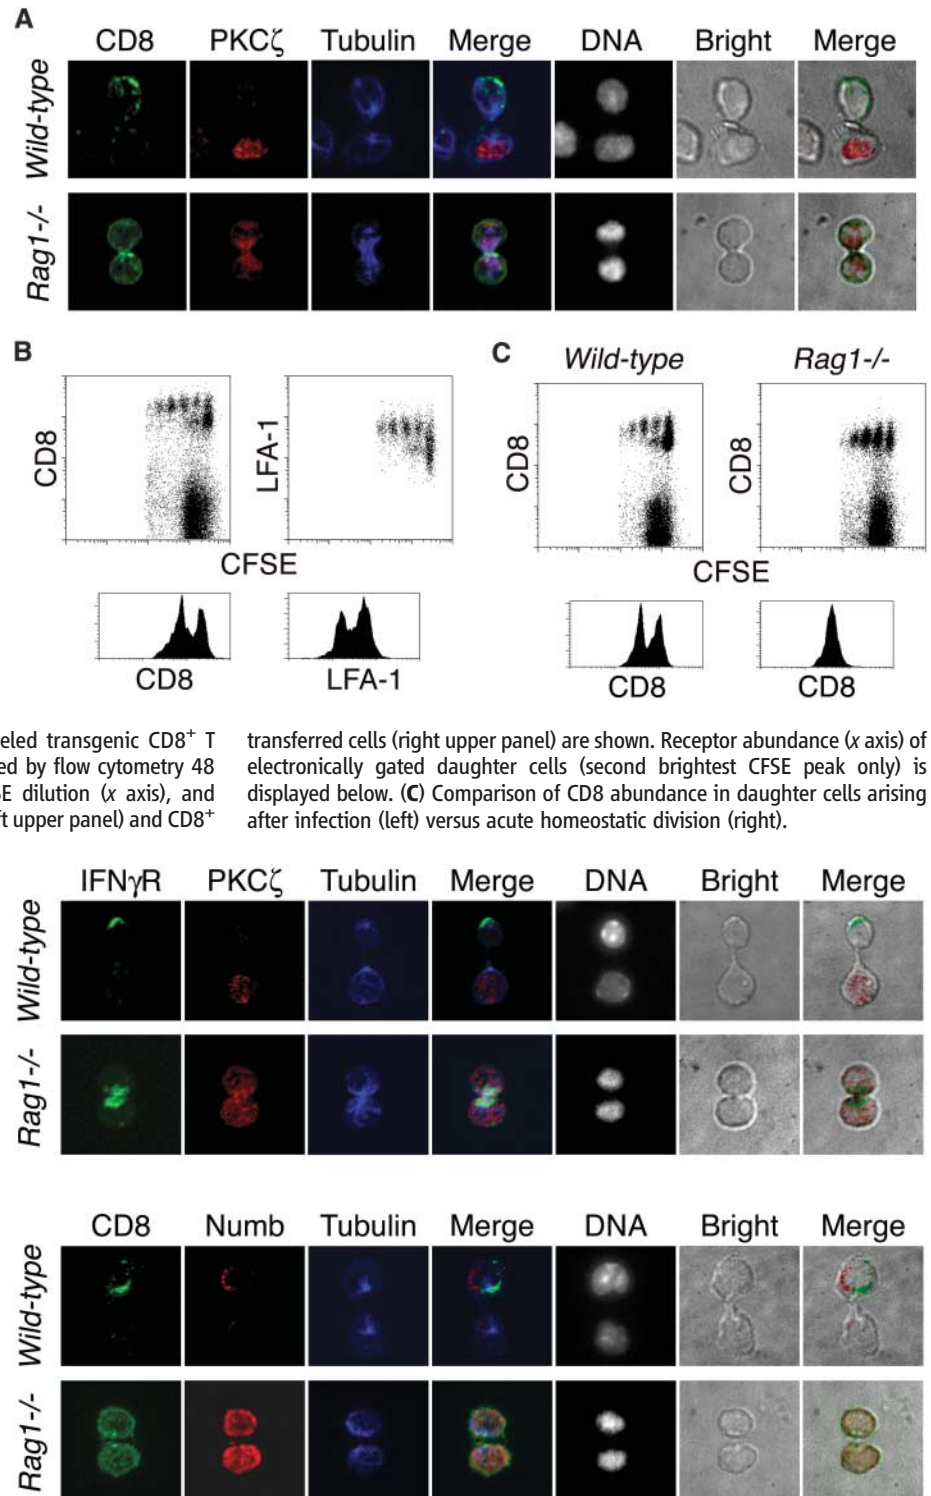 A
CD8 PKCζ Tubulin Merge DNA Bright Merge
Wild-type
Rag1-/-
B
CD8
LFA-1
CFSE
CD8
LFA-1
C
Wild-type Rag1-/-
CD8
CD8
CFSE
CD8
CD8
eled transgenic CD8+ T
ed by flow cytometry 48
SE dilution (x axis), and
ft upper panel) and CD8+
transferred cells (right upper panel) are shown. Receptor abundance (x axis) of
electronically gated daughter cells (second brightest CFSE peak only) is
displayed below. (C) Comparison of CD8 abundance in daughter cells arising
after infection (left) versus acute homeostatic division (right).
IFNγR PKCζ Tubulin Merge DNA Bright Merge
Wild-type
Rag1-/-
CD8 Numb Tubulin Merge DNA Bright Merge
Wild-type
Rag1-/-